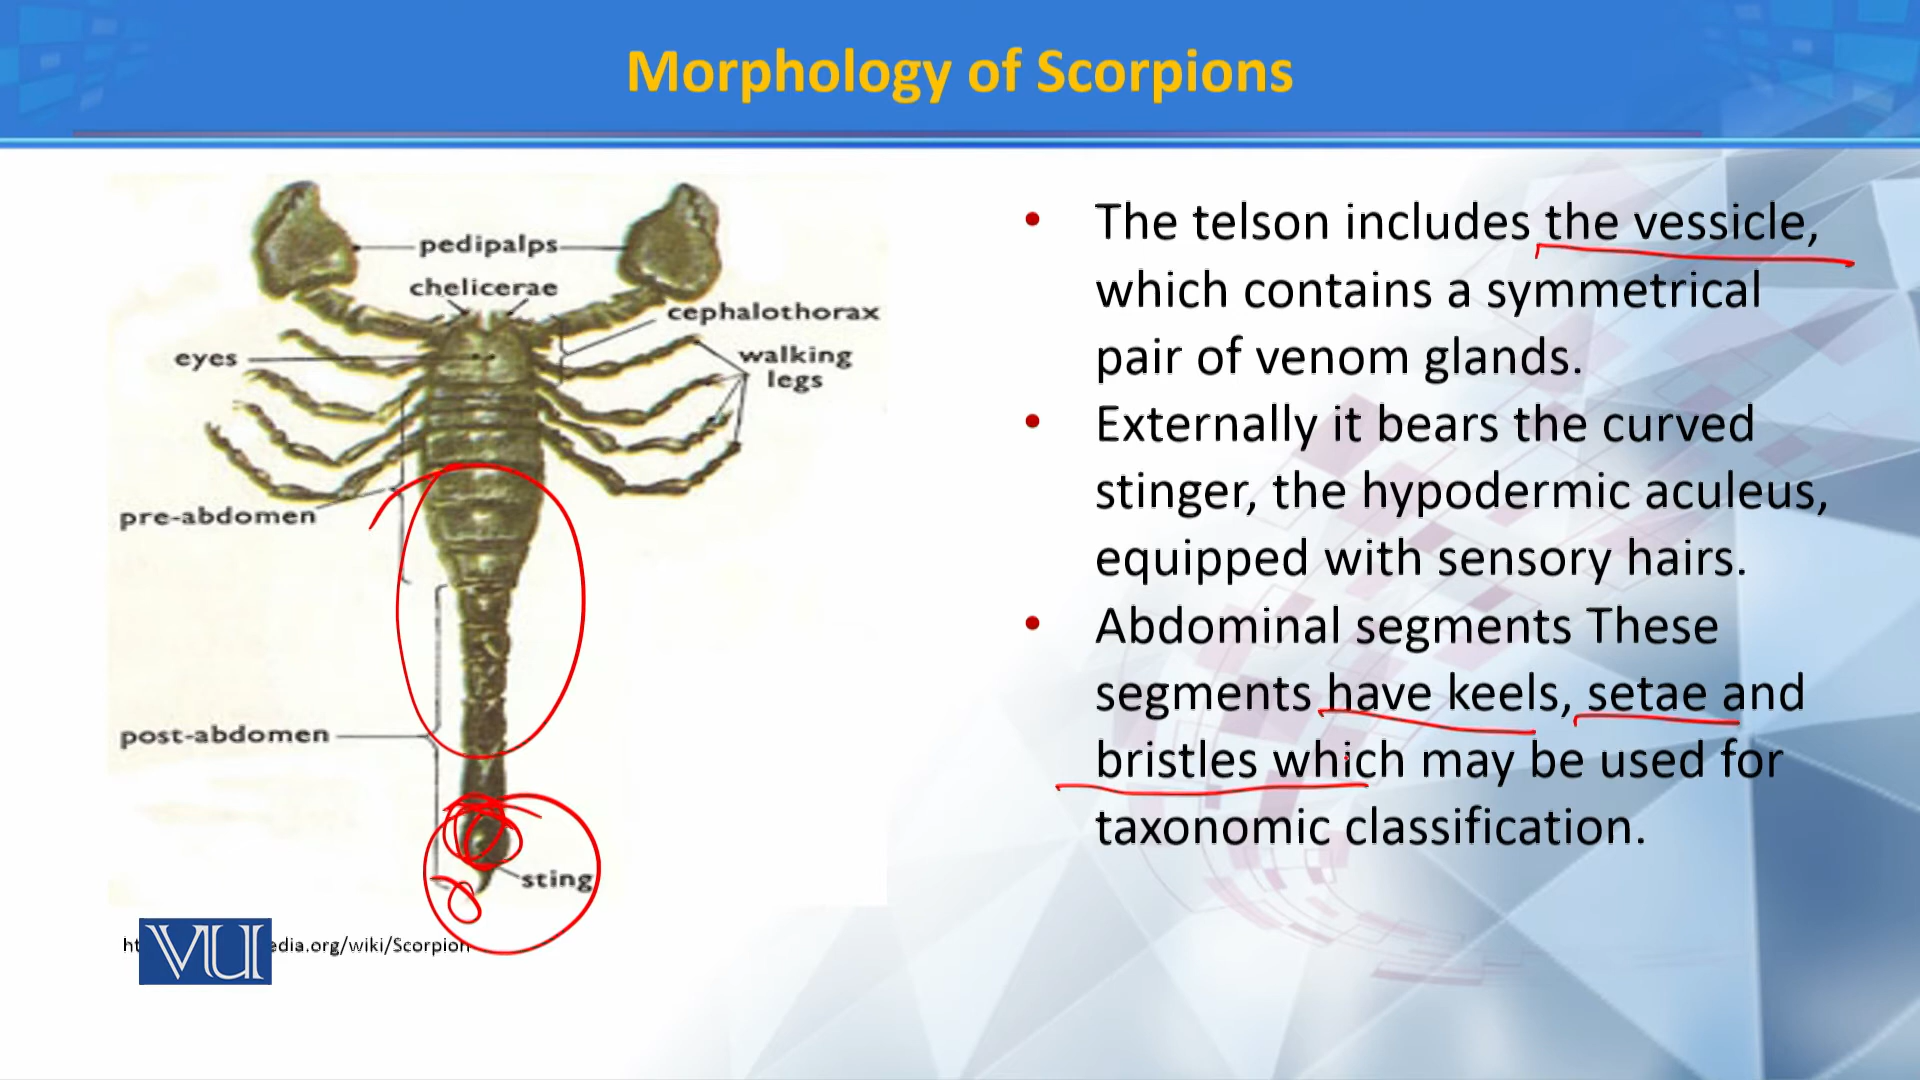 Morphology of Scorpions
pedipalps
chelicerae
cephalothorax
eyes
walking
legs
pre-abdomen
post-abdomen
sting
• The telson includes the vessicle,
which contains a symmetrical
pair of venom glands.
• Externally it bears the curved
stinger, the hypodermic aculeus,
equipped with sensory hairs.
• Abdominal segments These
segments have keels, setae and
bristles which may be used for
taxonomic classification.
VU
edia.org/wiki/Scorpion